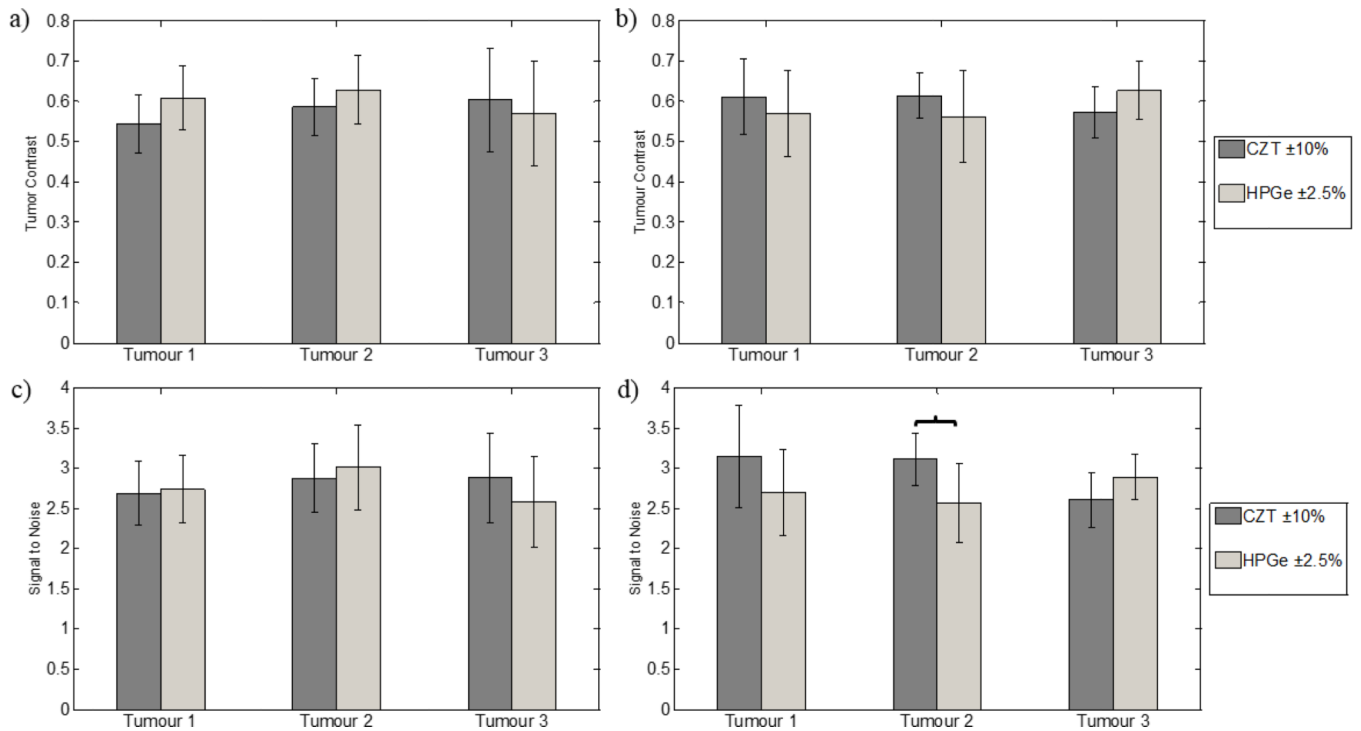 a)
0.8
0.7
0.6
0.5
0.4
0.3
0.2
0.1
0
Tumor Contrast
Tumour 1 Tumour 2 Tumour 3
b)
0.8
0.7
0.6
0.5
0.4
0.3
0.2
0.1
0
Tumour Contrast
Tumour 1 Tumour 2 Tumour 3
CZT ±10%
HPGe ±2.5%
c)
4
3.5
3
2.5
2
1.5
1
0.5
0
Signal to Noise
Tumour 1 Tumour 2 Tumour 3
d)
4
3.5
3
2.5
2
1.5
1
0.5
0
Signal to Noise
Tumour 1 Tumour 2 Tumour 3
CZT ±10%
HPGe ±2.5%